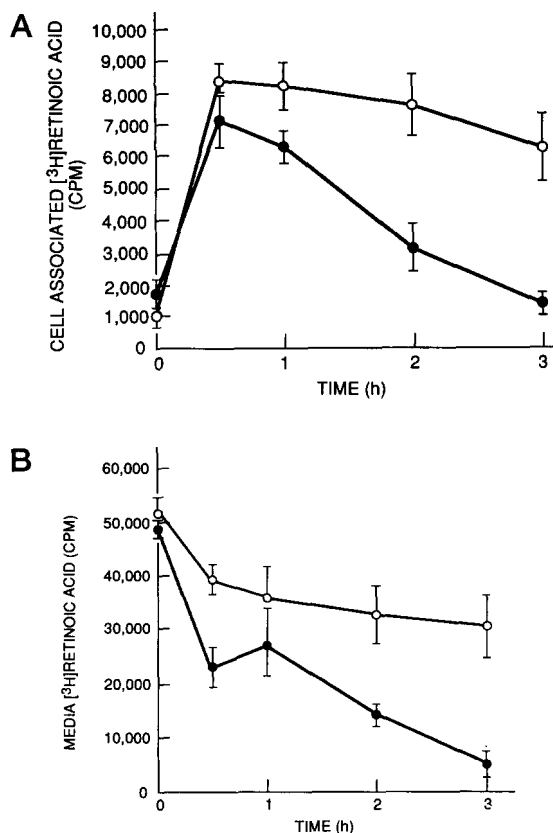 A
CELL ASSOCIATED [³H]RETINOIC ACID
(CPM)
10,000
9,000
8,000
7,000
6,000
5,000
4,000
3,000
2,000
1,000
0
0 1 2 3
TIME (h)
B
MEDIA [³H]RETINOIC ACID (CPM)
60,000
50,000
40,000
30,000
20,000
10,000
0
0 1 2 3
TIME (h)